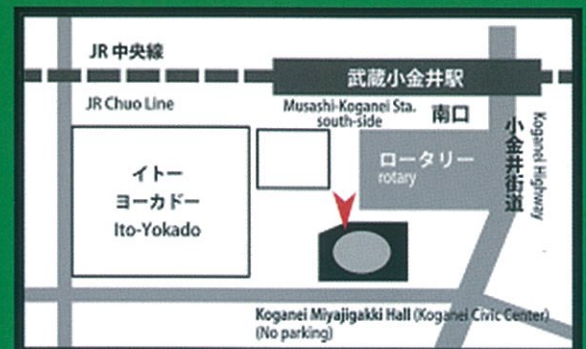 JR 中央線
武蔵小金井駅
JR Chuo Line
Musashi-Koganei Sta.
south-side
南口
小金井街道
Koganei Highway
ロータリー
rotary
イトー
ヨーカドー
Ito-Yokado
Koganei Miyajigakki Hall (Koganei Civic Center)
(No parking)